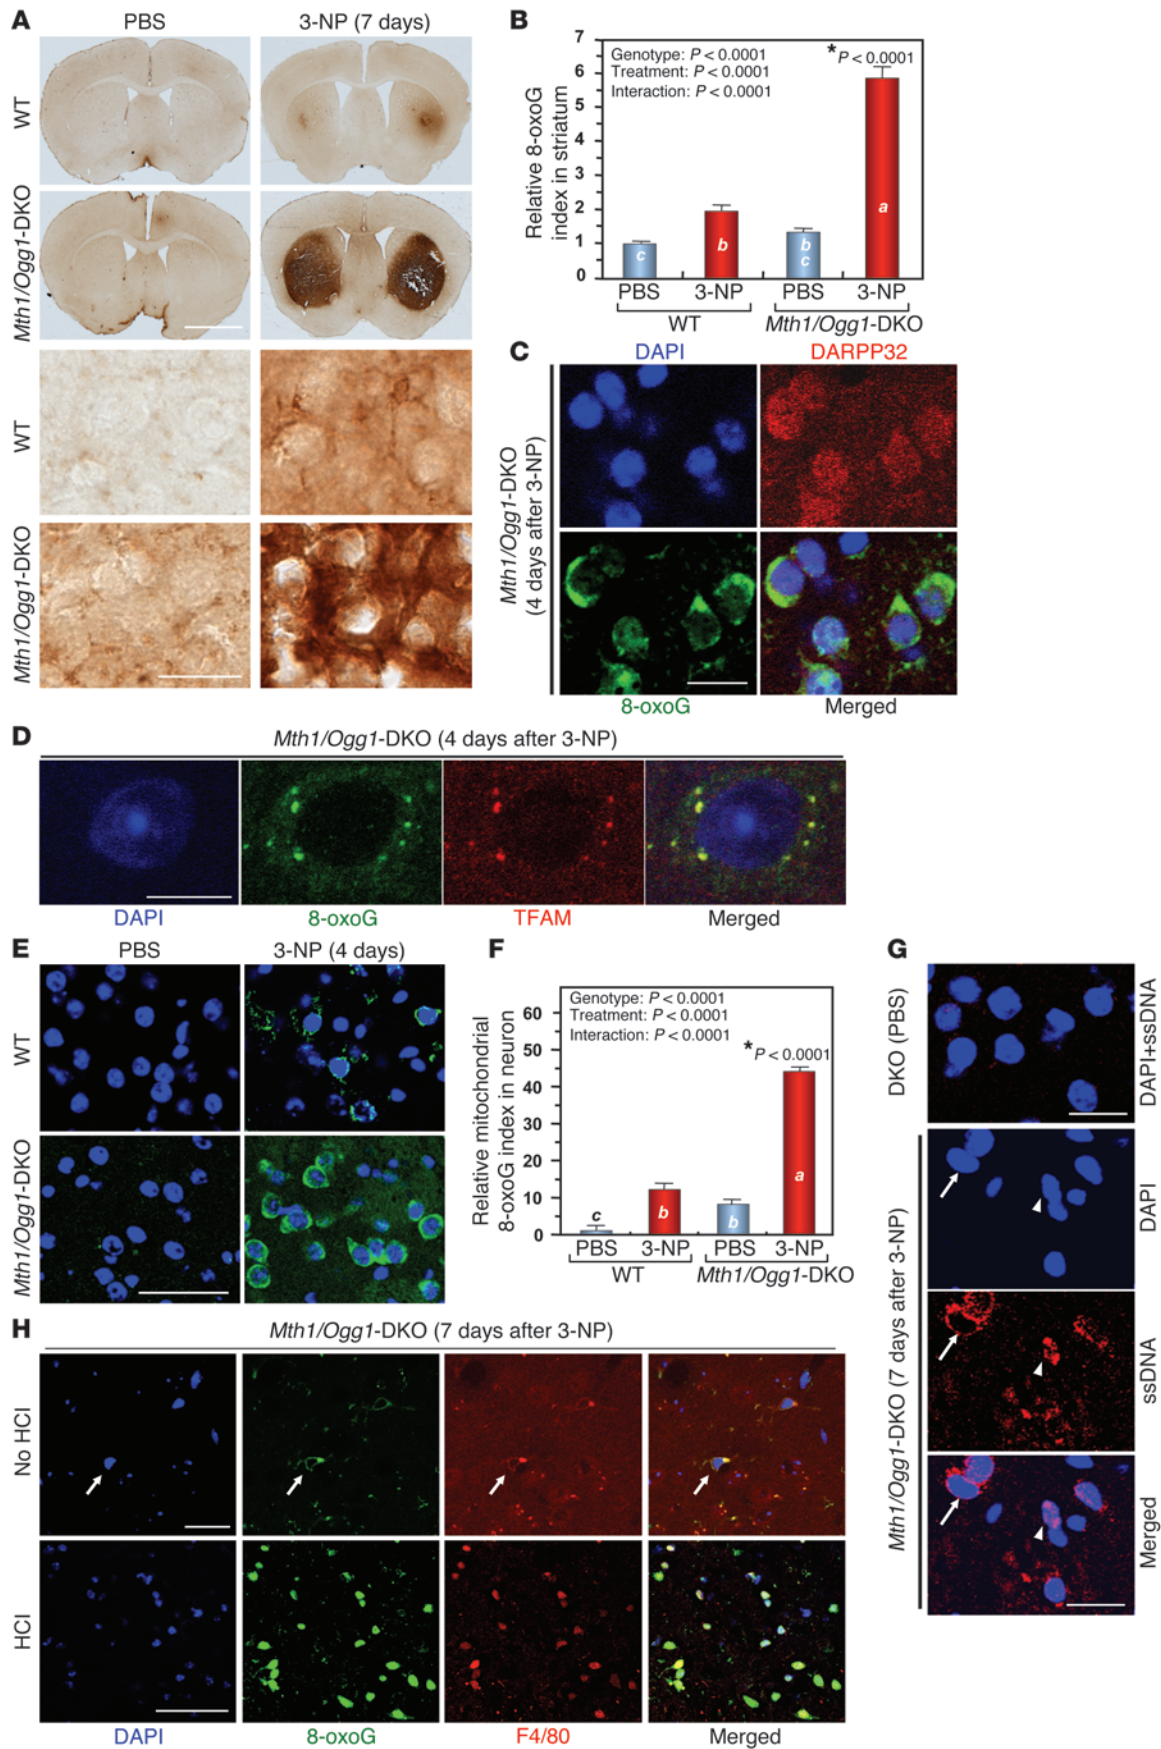 A
PBS
3-NP (7 days)
WT
Mth1/Ogg1-DKO
WT
Mth1/Ogg1-DKO
B
Relative 8-oxoG
index in striatum
7
6
5
4
3
2
1
0
Genotype: P < 0.0001
Treatment: P < 0.0001
Interaction: P < 0.0001
* P < 0.0001
c
b
b
c
a
PBS
3-NP
PBS
3-NP
WT
Mth1/Ogg1-DKO
C
DAPI
DARPP32
Mth1/Ogg1-DKO
(4 days after 3-NP)
8-oxoG
Merged
D
Mth1/Ogg1-DKO (4 days after 3-NP)
DAPI
8-oxoG
TFAM
Merged
E
PBS
3-NP (4 days)
WT
Mth1/Ogg1-DKO
F
Relative mitochondrial
8-oxoG index in neuron
60
50
40
30
20
10
0
Genotype: P < 0.0001
Treatment: P < 0.0001
Interaction: P < 0.0001
* P < 0.0001
c
b
b
a
PBS
3-NP
PBS
3-NP
WT
Mth1/Ogg1-DKO
G
DKO (PBS)
DAPI+ssDNA
Mth1/Ogg1-DKO (7 days after 3-NP)
DAPI
ssDNA
Merged
H
Mth1/Ogg1-DKO (7 days after 3-NP)
No HCl
HCl
DAPI
8-oxoG
F4/80
Merged